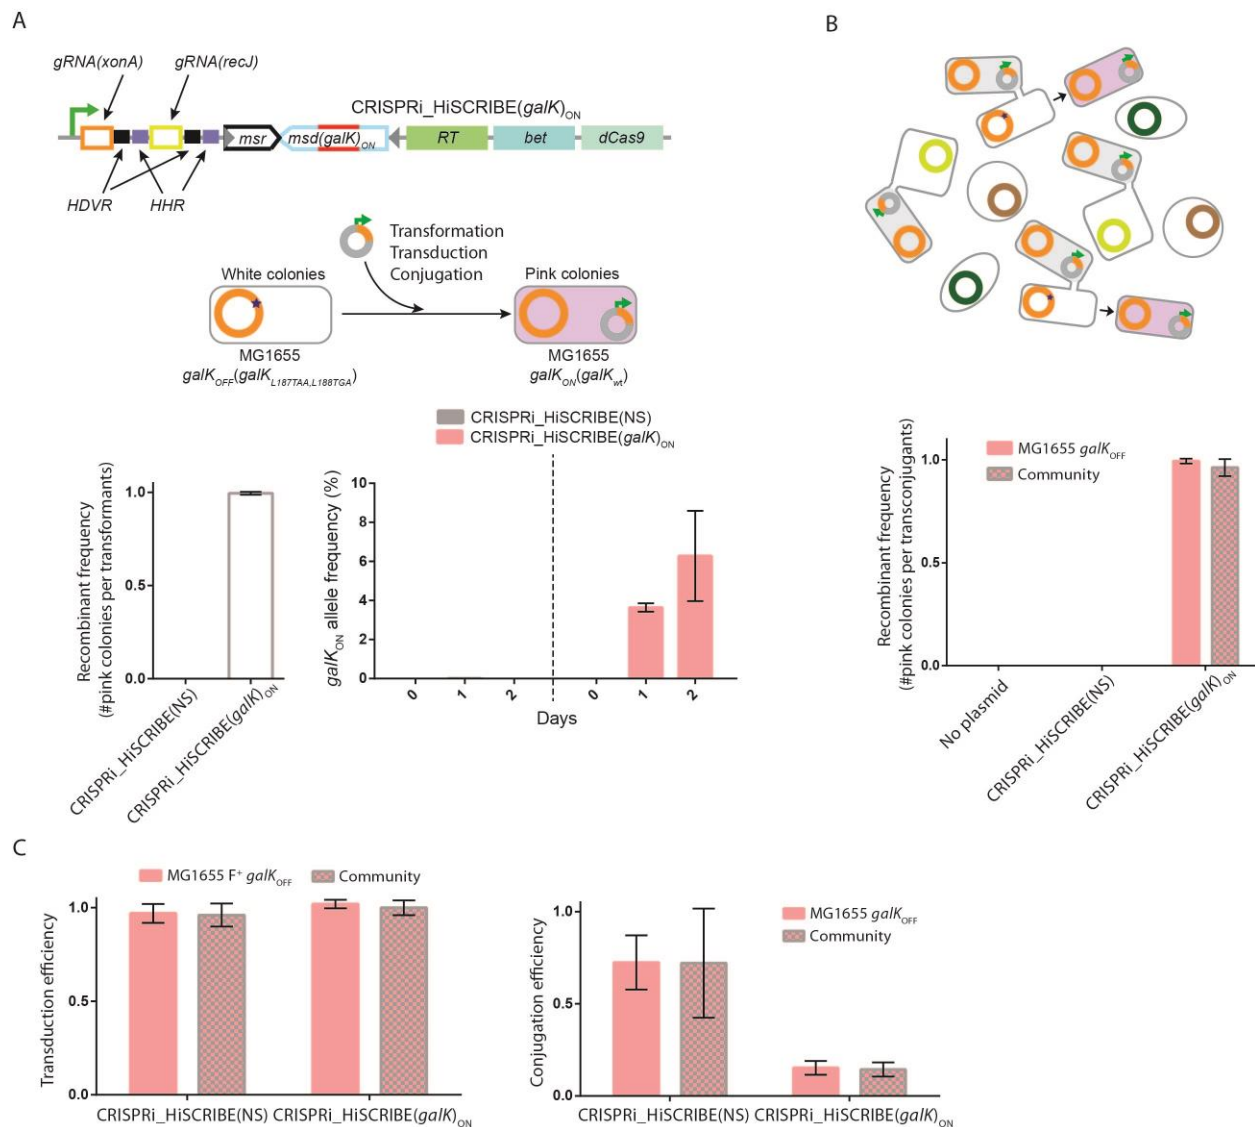 A
gRNA(xonA)
gRNA(recJ)
CRISPRi_HiSCRIBE(galK)ON
msr
msd(galK)ON
RT
bet
dCas9
HDVR
HHR
Transformation
Transduction
Conjugation
White colonies
Pink colonies
MG1655
galKOFF(galKL187TAA,L188TGA)
MG1655
galKON(galKwt)
CRISPRi_HiSCRIBE(NS)
CRISPRi_HiSCRIBE(galK)ON
Recombinant frequency
(#pink colonies per transformants)
1.0
0.5
0.0
CRISPRi_HiSCRIBE(NS)
CRISPRi_HiSCRIBE(galK)ON
galKON allele frequency (%)
10
8
6
4
2
0
0
1
2
0
1
2
Days
B
MG1655 galKOFF
Community
Recombinant frequency
(#pink colonies per transconjugants)
1.0
0.5
0.0
No plasmid
CRISPRi_HiSCRIBE(NS)
CRISPRi_HiSCRIBE(galK)ON
C
MG1655 F+ galKOFF
Community
Transduction efficiency
1.0
0.5
0.0
CRISPRi_HiSCRIBE(NS)
CRISPRi_HiSCRIBE(galK)ON
MG1655 galKOFF
Community
Conjugation efficiency
1.0
0.5
0.0
CRISPRi_HiSCRIBE(NS)
CRISPRi_HiSCRIBE(galK)ON